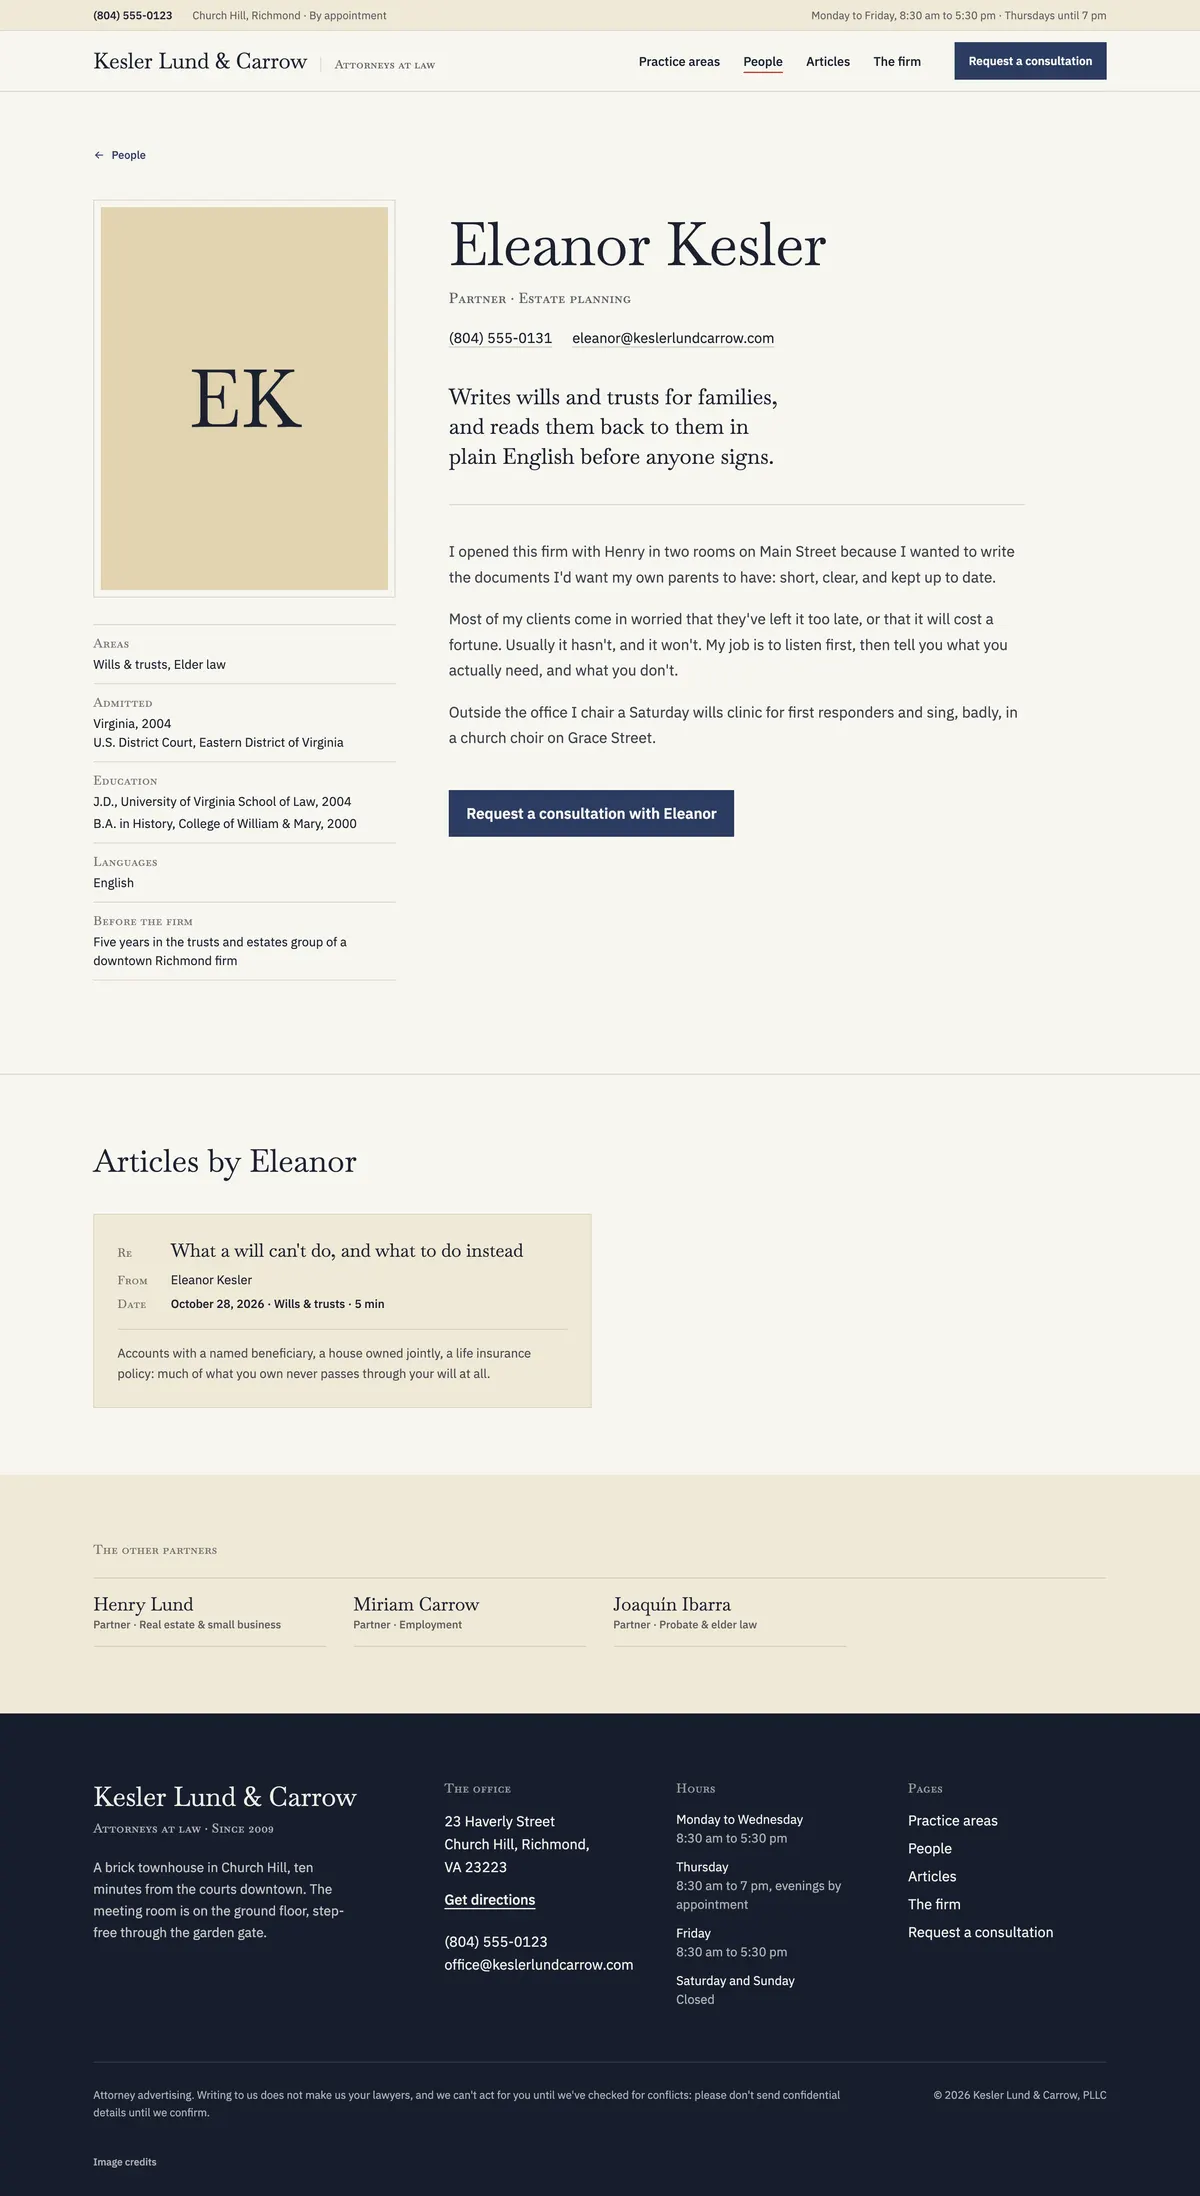 (804) 555-0123 Church Hill, Richmond · By appointment Monday to Friday, 8:30 am to 5:30 pm · Thursdays until 7 pm
Kesler Lund & Carrow Attorneys at law Practice areas People Articles The firm Request a consultation
← People
EK
Areas
Wills & trusts, Elder law
Admitted
Virginia, 2004
U.S. District Court, Eastern District of Virginia
Education
J.D., University of Virginia School of Law, 2004
B.A. in History, College of William & Mary, 2000
Languages
English
Before the firm
Five years in the trusts and estates group of a
downtown Richmond firm
Eleanor Kesler
Partner · Estate planning
(804) 555-0131 eleanor@keslerlundcarrow.com
Writes wills and trusts for families,
and reads them back to them in
plain English before anyone signs.
I opened this firm with Henry in two rooms on Main Street because I wanted to write
the documents I'd want my own parents to have: short, clear, and kept up to date.
Most of my clients come in worried that they've left it too late, or that it will cost a
fortune. Usually it hasn't, and it won't. My job is to listen first, then tell you what you
actually need, and what you don't.
Outside the office I chair a Saturday wills clinic for first responders and sing, badly, in
a church choir on Grace Street.
Request a consultation with Eleanor
Articles by Eleanor
Re What a will can't do, and what to do instead
From Eleanor Kesler
Date October 28, 2026 · Wills & trusts · 5 min
Accounts with a named beneficiary, a house owned jointly, a life insurance
policy: much of what you own never passes through your will at all.
The other partners
Henry Lund
Partner · Real estate & small business
Miriam Carrow
Partner · Employment
Joaquín Ibarra
Partner · Probate & elder law
Kesler Lund & Carrow
Attorneys at law · Since 2009
A brick townhouse in Church Hill, ten
minutes from the courts downtown. The
meeting room is on the ground floor, step-
free through the garden gate.
The office
23 Haverly Street
Church Hill, Richmond,
VA 23223
Get directions
(804) 555-0123
office@keslerlundcarrow.com
Hours
Monday to Wednesday
8:30 am to 5:30 pm
Thursday
8:30 am to 7 pm, evenings by
appointment
Friday
8:30 am to 5:30 pm
Saturday and Sunday
Closed
Pages
Practice areas
People
Articles
The firm
Request a consultation
Attorney advertising. Writing to us does not make us your lawyers, and we can't act for you until we've checked for conflicts: please don't send confidential
details until we confirm.
© 2026 Kesler Lund & Carrow, PLLC
Image credits